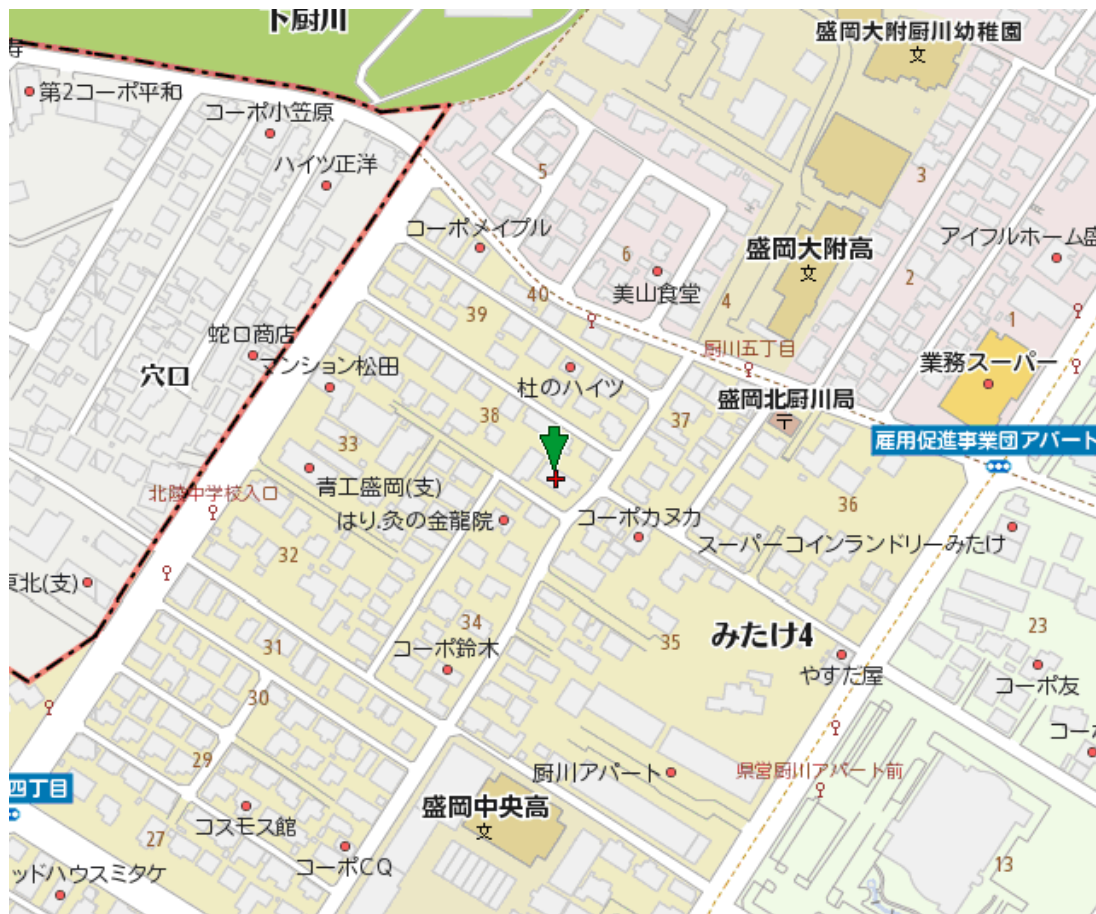 下厨川
盛岡大附厨川幼稚園
文
寺
第2コーポ平和
コーポ小笠原
ハイツ正洋
5
3
コーポメイプル
盛岡大附高
文
アイフルホーム盛
6
美山食堂
2
40
4
39
1
蛇口商店
厨川五丁目
穴口
マンション松田
業務スーパー
杜のハイツ
盛岡北厨川局
〒
38
37
33
雇用促進事業団アパート
青工盛岡(支)
北陵中学校入口
はり.灸の金龍院
コーポカヌカ
36
スーパーコインランドリーみたけ
32
東北(支)
34
35
みたけ4
23
31
コーポ鈴木
やすだ屋
コーポ友
30
コーポ
29
厨川アパート
県営厨川アパート前
四丁目
盛岡中央高
文
コスモス館
27
コーポCQ
ッドハウスミタケ
13